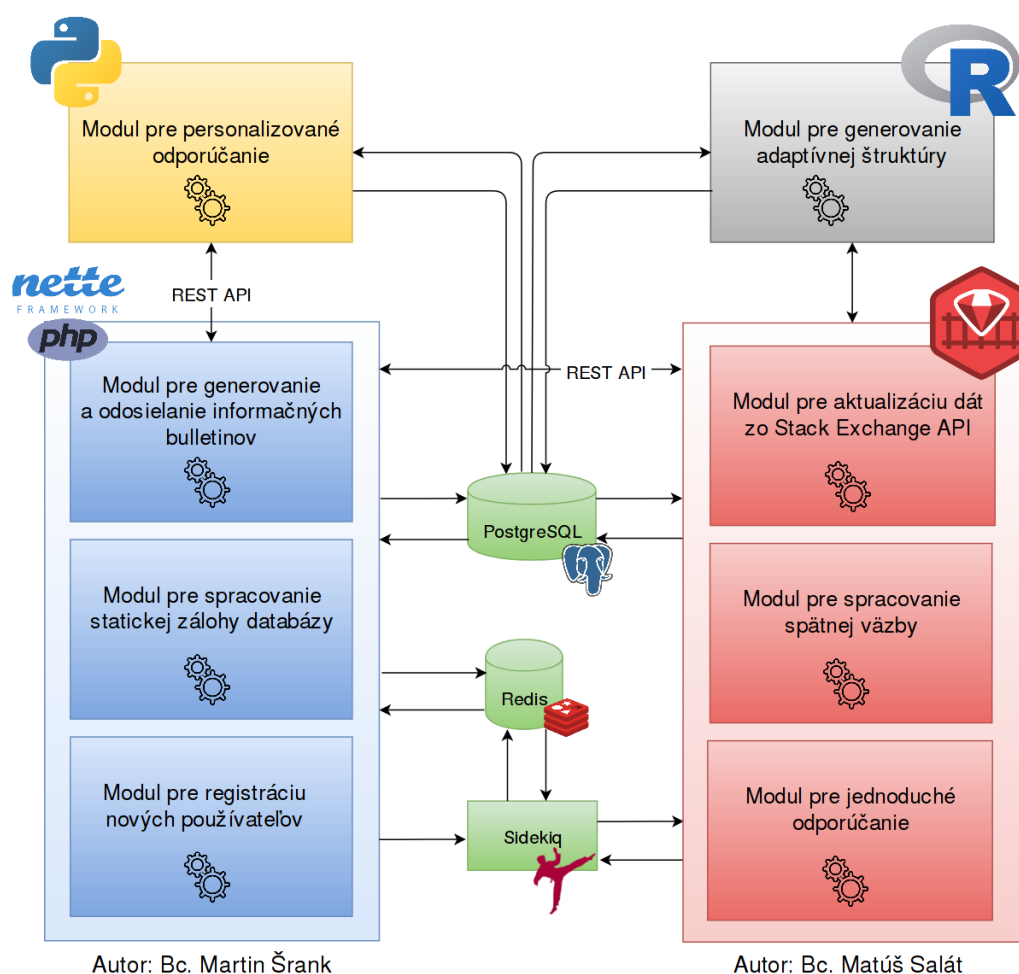 Modul pre personalizované
odporúčanie
R
Modul pre generovanie
adaptívnej štruktúry
nette
FRAMEWORK
php
REST API
Modul pre generovanie
a odosielanie informačných
bulletinov
REST API
Modul pre aktualizáciu dát
zo Stack Exchange API
PostgreSQL
Modul pre spracovanie
statickej zálohy databázy
Modul pre spracovanie
spätnej väzby
Redis
Modul pre registráciu
nových používateľov
Sidekiq
Modul pre jednoduché
odporúčanie
Autor: Bc. Martin Šrank
Autor: Bc. Matúš Salát